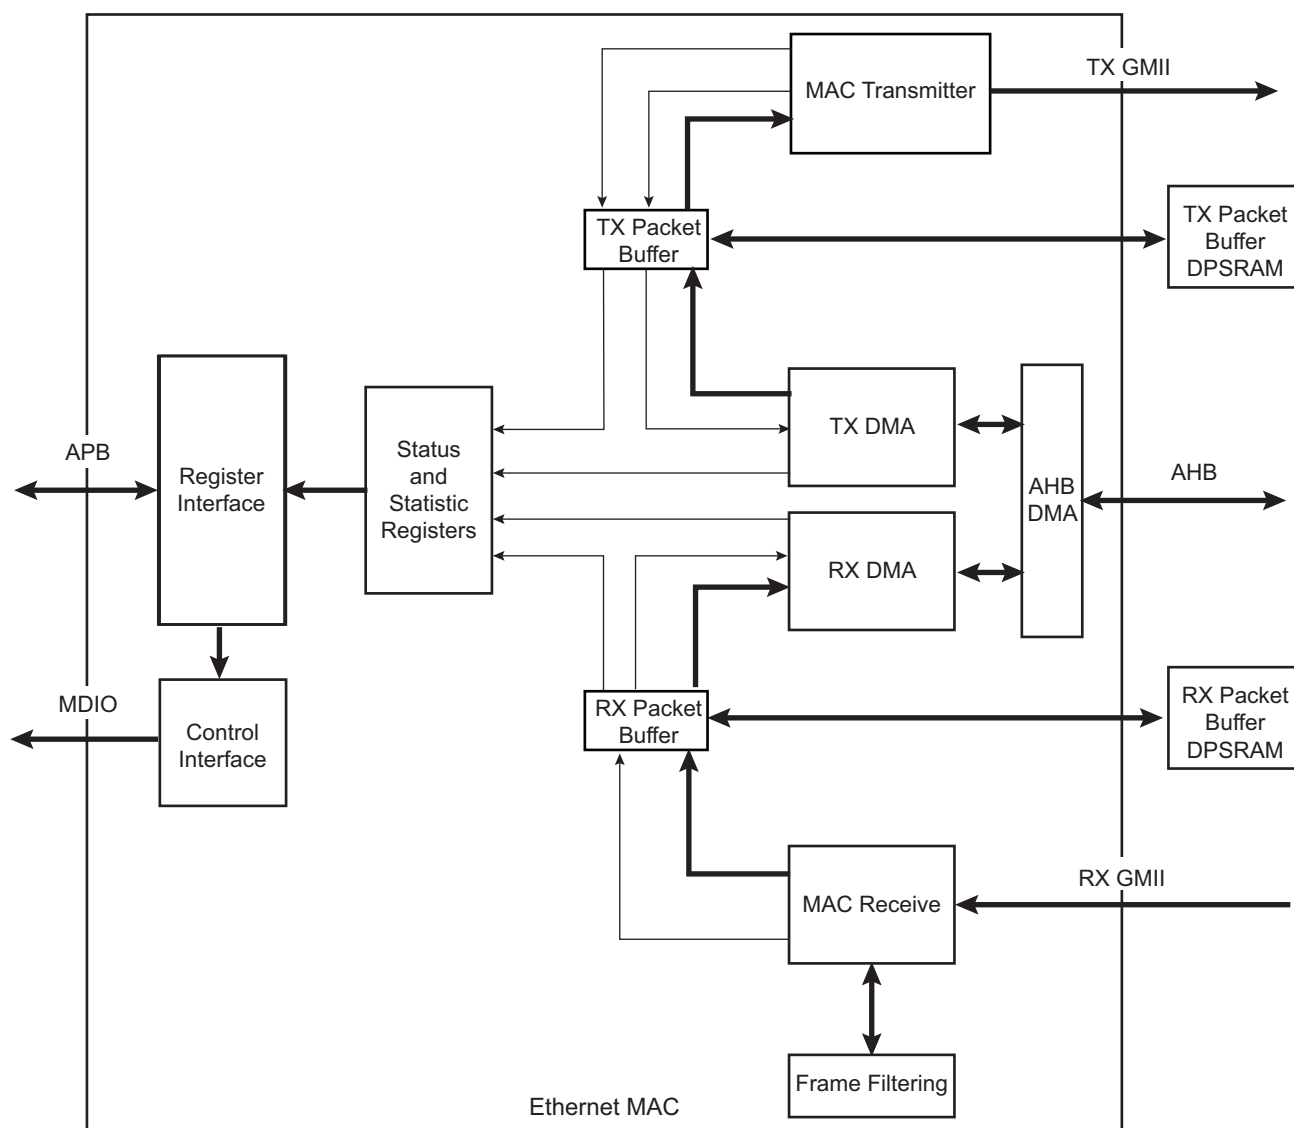 MAC Transmitter
TX GMII
TX Packet
Buffer
TX Packet
Buffer
DPSRAM
APB
Register
Interface
Status
and
Statistic
Registers
TX DMA
AHB
DMA
AHB
RX DMA
MDIO
Control
Interface
RX Packet
Buffer
RX Packet
Buffer
DPSRAM
MAC Receive
RX GMII
Frame Filtering
Ethernet MAC